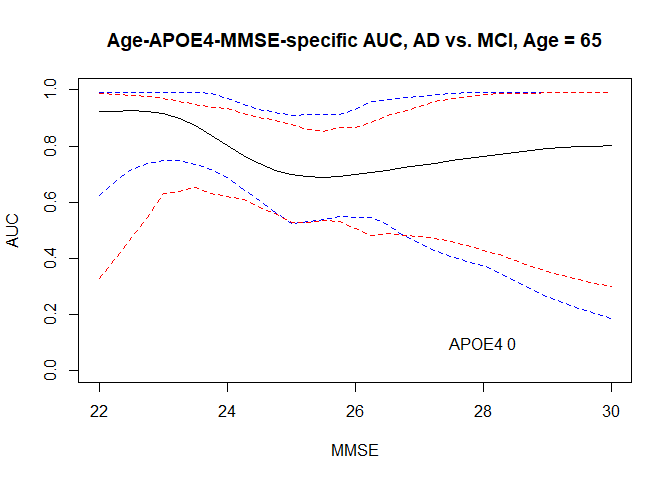 Age-APOE4-MMSE-specific AUC, AD vs. MCI, Age = 65
1.0
0.8
0.6
0.4
0.2
0.0
AUC
APOE4 0
22 24 26 28 30
MMSE